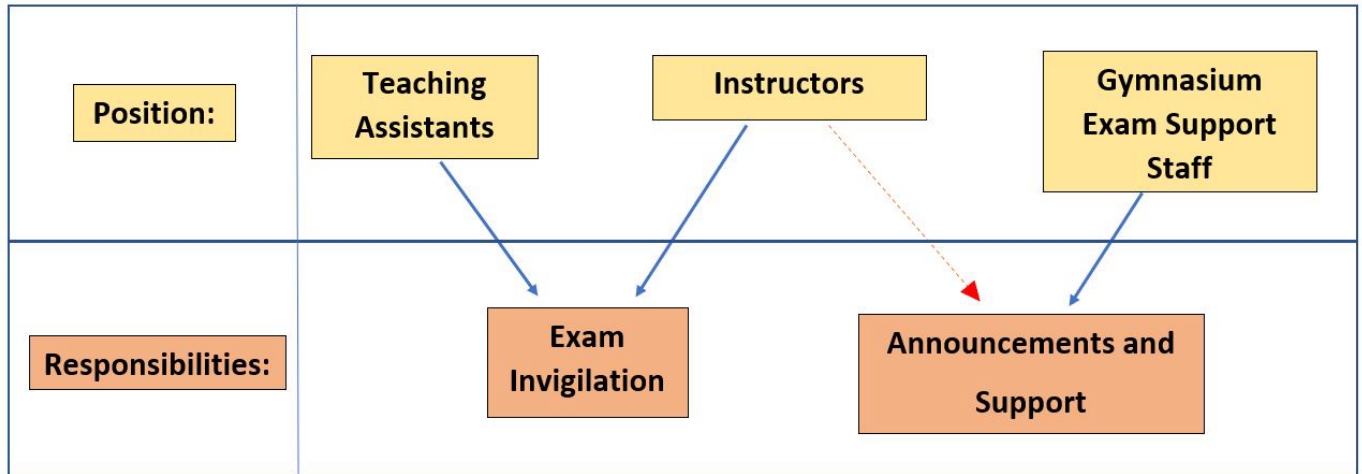 Position:
Teaching
Assistants
Instructors
Gymnasium
Exam Support
Staff
Responsibilities:
Exam
Invigilation
Announcements and
Support